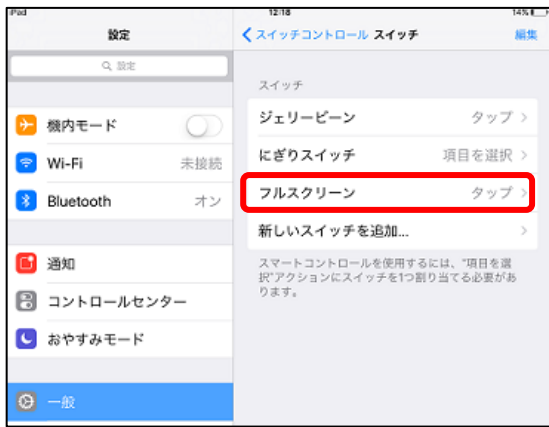 iPad
12:18
14%
設定
設定
機内モード
Wi-Fi 未接続
Bluetooth オン
通知
コントロールセンター
おやすみモード
一般
スイッチコントロール スイッチ 編集
スイッチ
ジェリービーン タップ
にぎりスイッチ 項目を選択
フルスクリーン タップ
新しいスイッチを追加...
スマートコントロールを使用するには、“項目を選
択”アクションにスイッチを1つ割り当てる必要があ
ります。